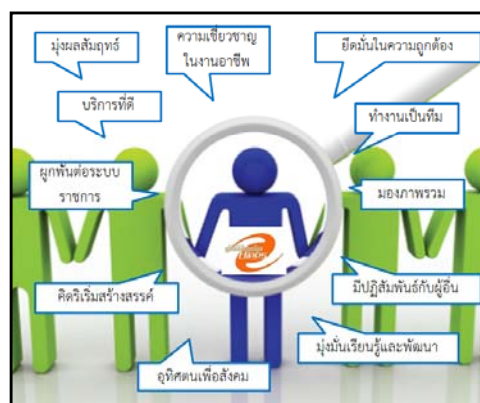 มุ่งผลสัมฤทธ์
ความเชี่ยวชาญ
ในงานอาชีพ
ยึดมั่นในความถูกต้อง
บริการที่ดี
ทำงานเป็นทีม
ผูกพันต่อระบบ
ราชการ
มองภาพรวม
คิดริเริ่มสร้างสรรค์
มีปฏิสัมพันธ์กับผู้อื่น
มุ่งมั่นเรียนรู้และพัฒนา
อุทิศตนเพื่อสังคม